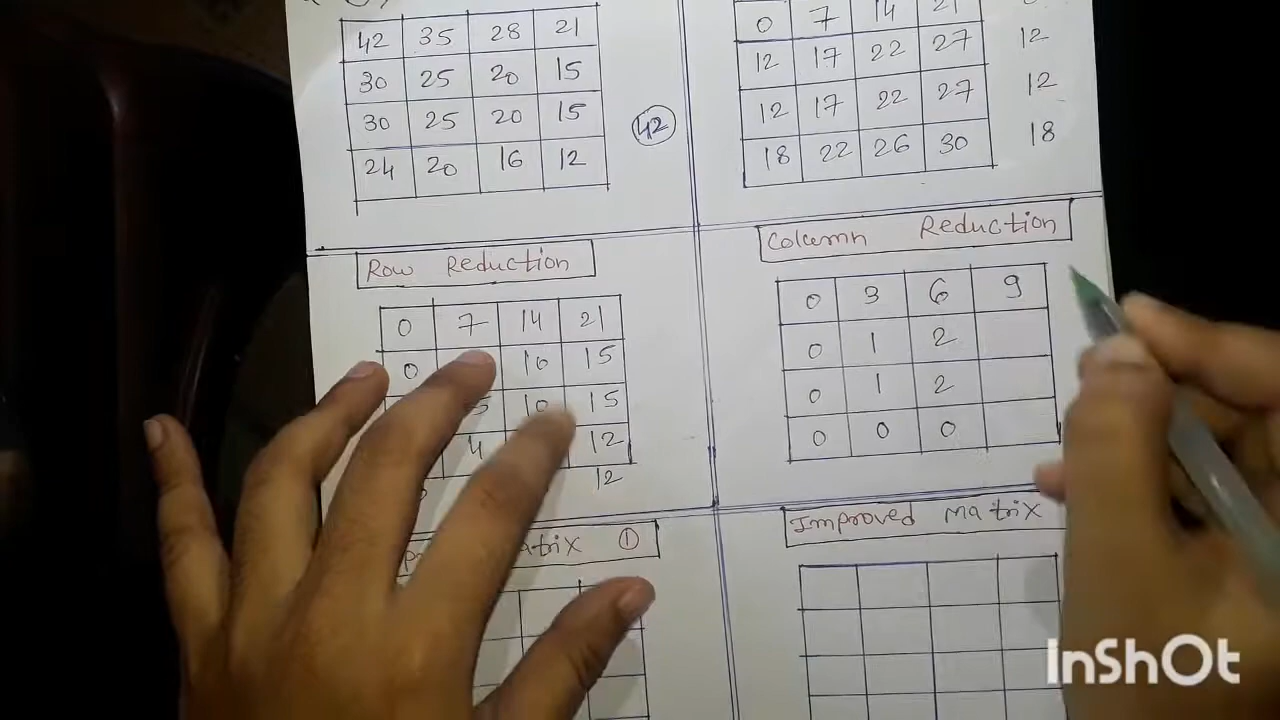 42 35 28 21
30 25 20 15
30 25 20 15
24 20 16 12
42
0 7 14 21
12 17 22 27 12
12 17 22 27 12
18 22 26 30 18
Row Reduction
0 7 14 21
0 10 15
5 10 15
4 12
12
Column Reduction
0 3 6 9
0 1 2
0 1 2
0 0 0
atrix ①
Improved Matrix
InShOt